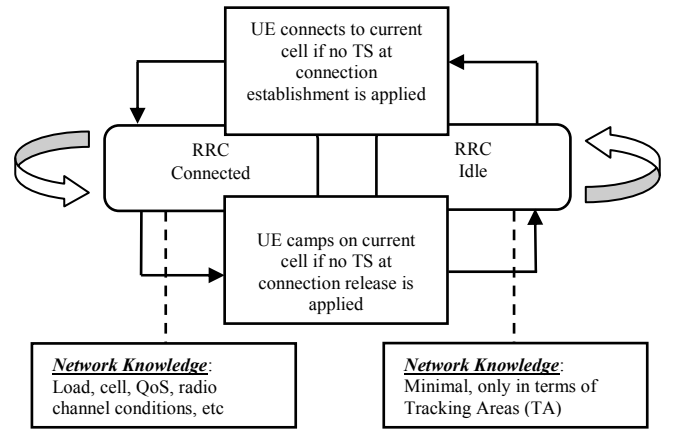 UE connects to current
cell if no TS at
connection
establishment is applied
RRC
Connected
RRC
Idle
UE camps on current
cell if no TS at
connection release is
applied
Network Knowledge:
Load, cell, QoS, radio
channel conditions, etc
Network Knowledge:
Minimal, only in terms of
Tracking Areas (TA)